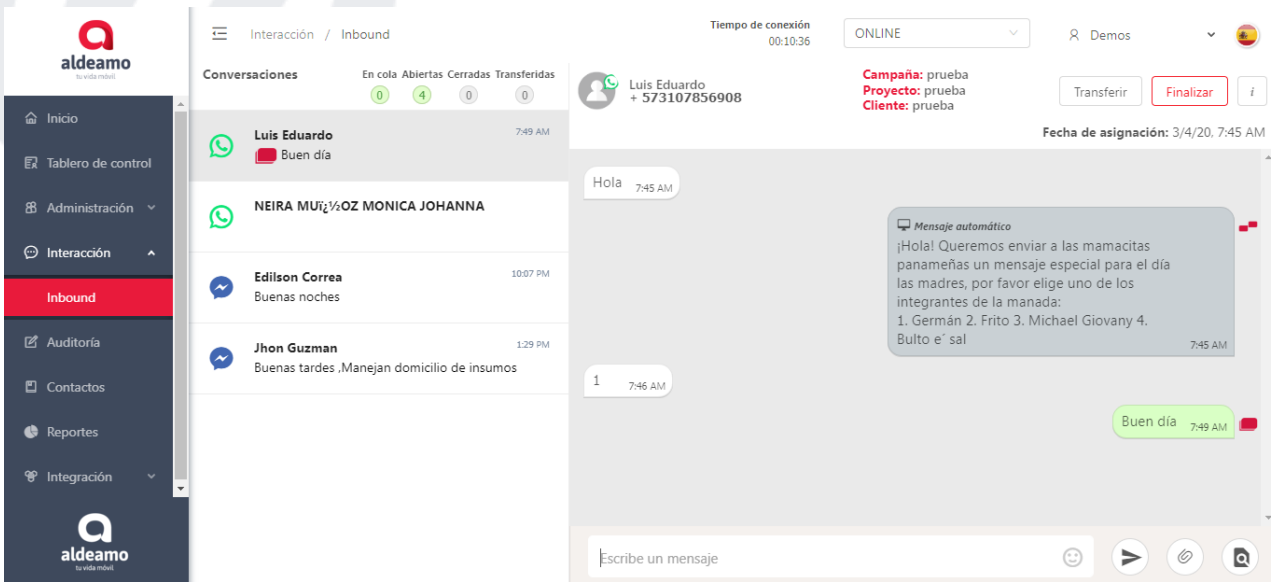 aldeamo
tu vida móvil
Inicio
Tablero de control
Administración
Interacción
Inbound
Auditoría
Contactos
Reportes
Integración
aldeamo
tu vida móvil
Interacción / Inbound
Tiempo de conexión
00:10:36
ONLINE
Demos
Conversaciones
En cola Abiertas Cerradas Transferidas
0 4 0 0
Luis Eduardo 7:49 AM
Buen día
NEIRA MUï¿½OZ MONICA JOHANNA
Edilson Correa 10:07 PM
Buenas noches
Jhon Guzman 1:29 PM
Buenas tardes ,Manejan domicilio de insumos
Luis Eduardo
+ 573107856908
Campaña: prueba
Proyecto: prueba
Cliente: prueba
Transferir Finalizar i
Fecha de asignación: 3/4/20, 7:45 AM
Hola 7:45 AM
Mensaje automático
¡Hola! Queremos enviar a las mamacitas
panameñas un mensaje especial para el día
las madres, por favor elige uno de los
integrantes de la manada:
1. Germán 2. Frito 3. Michael Giovany 4.
Bulto e´ sal
7:45 AM
1 7:46 AM
Buen día 7:49 AM
Escribe un mensaje